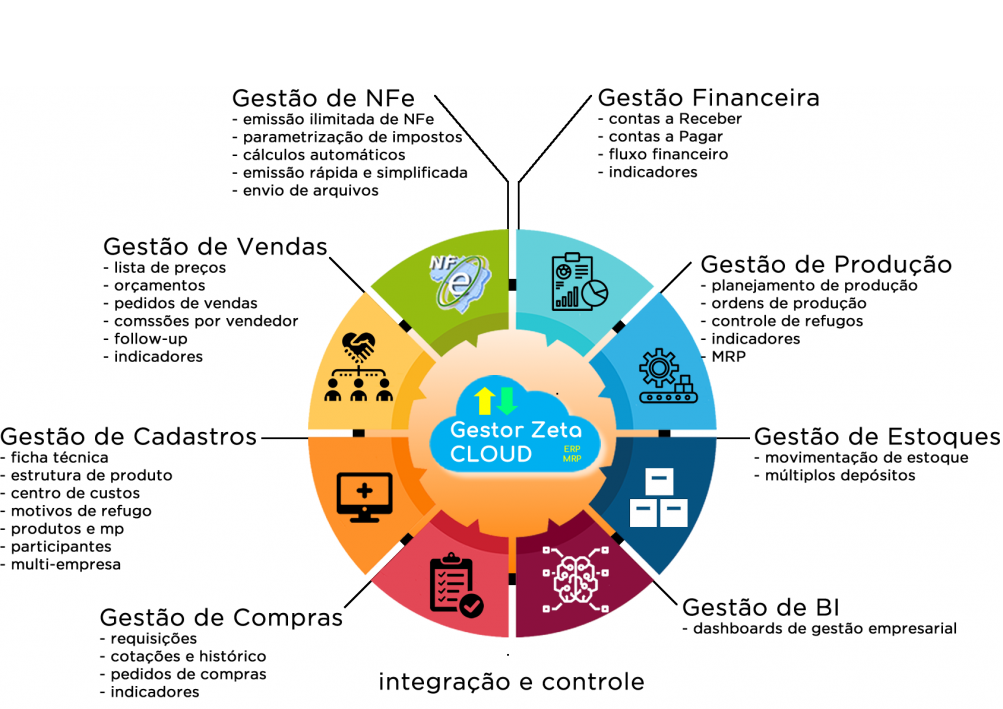 Gestão de NFe
- emissão ilimitada de NFe
- parametrização de impostos
- cálculos automáticos
- emissão rápida e simplificada
- envio de arquivos
Gestão Financeira
- contas a Receber
- contas a Pagar
- fluxo financeiro
- indicadores
Gestão de Vendas
- lista de preços
- orçamentos
- pedidos de vendas
- comssões por vendedor
- follow-up
- indicadores
NF
e
Gestão de Produção
- planejamento de produção
- ordens de produção
- controle de refugos
- indicadores
- MRP
Gestor Zeta
CLOUD
ERP
MRP
Gestão de Cadastros
- ficha técnica
- estrutura de produto
- centro de custos
- motivos de refugo
- produtos e mp
- participantes
- multi-empresa
Gestão de Estoques
- movimentação de estoque
- múltiplos depósitos
Gestão de Compras
- requisições
- cotações e histórico
- pedidos de compras
- indicadores
Gestão de BI
- dashboards de gestão empresarial
integração e controle